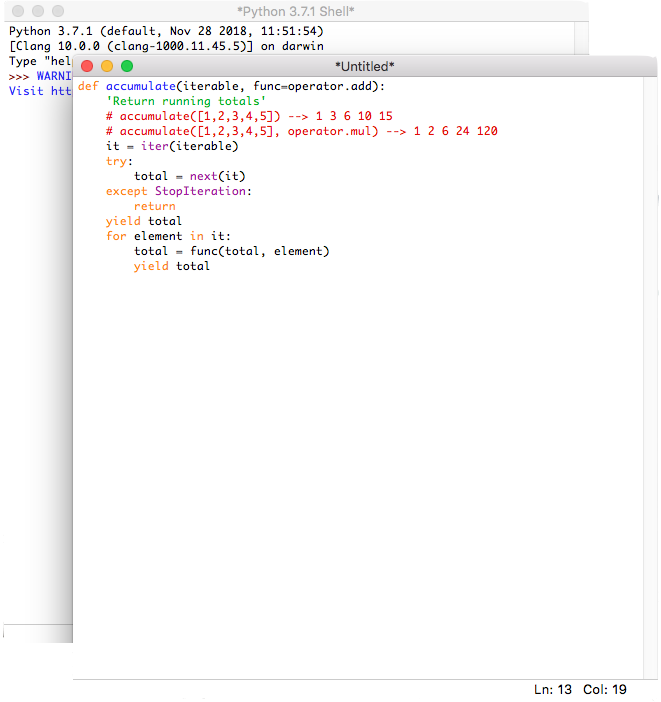 *Python 3.7.1 Shell*
Python 3.7.1 (default, Nov 28 2018, 11:51:54)
[Clang 10.0.0 (clang-1000.11.45.5)] on darwin
Type "help
>>> WARNI
Visit htt
*Untitled*
def accumulate(iterable, func=operator.add):
    'Return running totals'
    # accumulate([1,2,3,4,5]) --> 1 3 6 10 15
    # accumulate([1,2,3,4,5], operator.mul) --> 1 2 6 24 120
    it = iter(iterable)
    try:
        total = next(it)
    except StopIteration:
        return
    yield total
    for element in it:
        total = func(total, element)
        yield total
Ln: 13 Col: 19